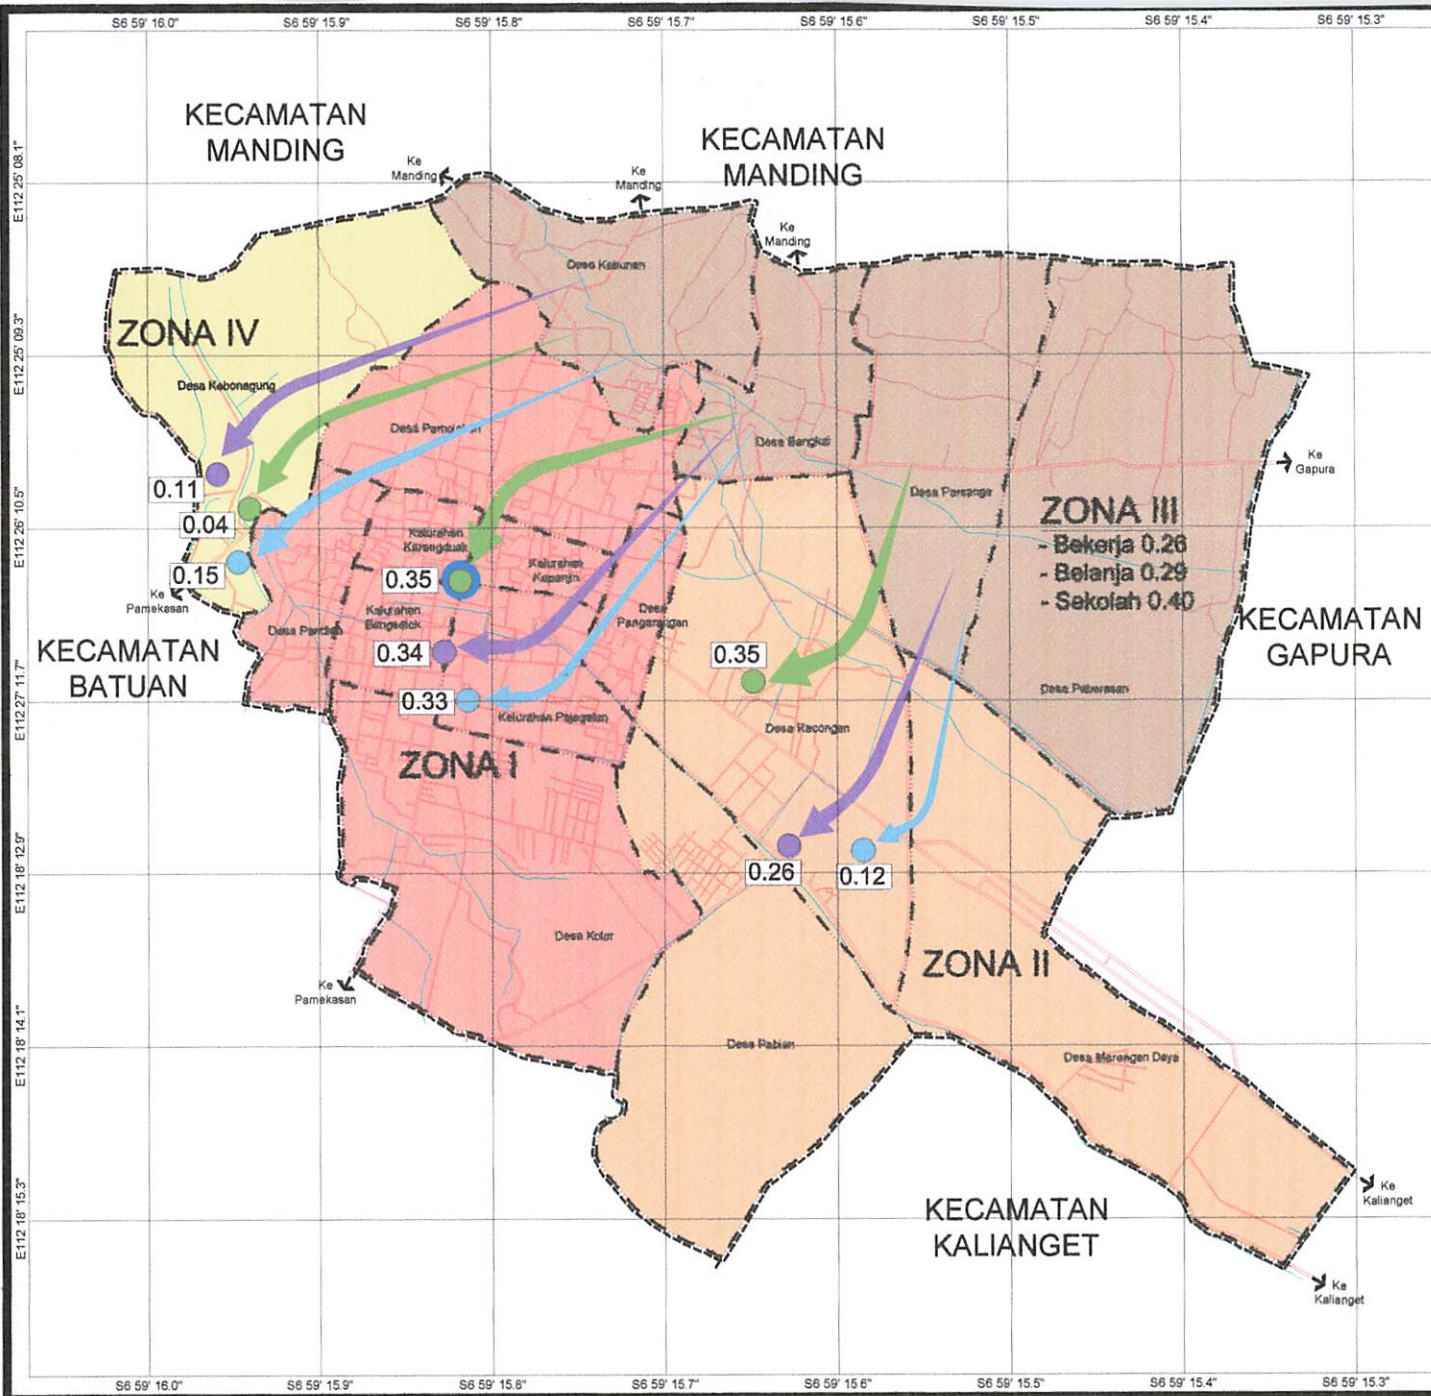 S6 59' 16.0" S6 59' 15.9" S6 59' 15.8" S6 59' 15.7" S6 59' 15.6" S6 59' 15.5" S6 59' 15.4" S6 59' 15.3"
KECAMATAN
MANDING
KECAMATAN
MANDING
Ke
Manding
Ke
Manding
Ke
Manding
E112 25' 08.1"
E112 25' 09.3"
E112 26' 10.5"
E112 27' 11.7"
E112 18' 12.9"
E112 18' 14.1"
E112 18' 15.3"
Desa Kebunan
ZONA IV
Desa Kebonagung
Desa Pamolokan
Desa Bangkal
Ke
Gapura
0.11
0.04
0.15
Desa Parsanga
ZONA III
- Bekerja 0.26
- Belanja 0.29
- Sekolah 0.40
Kelurahan
Karangduak
Kelurahan
Kepanjin
0.35
Ke
Pamekasan
Desa Pandian
Kelurahan
Bangselok
Desa
Pangarangan
KECAMATAN
GAPURA
KECAMATAN
BATUAN
0.34
0.35
0.33
Desa Paberasan
Kelurahan Pajagalan
Desa Kacongan
ZONA I
0.26
0.12
Desa Kolor
ZONA II
Ke
Pamekasan
Desa Pabian
Desa Marengan Daya
Ke
Kalianget
KECAMATAN
KALIANGET
Ke
Kalianget
S6 59' 16.0" S6 59' 15.9" S6 59' 15.8" S6 59' 15.7" S6 59' 15.6" S6 59' 15.5" S6 59' 15.4" S6 59' 15.3"